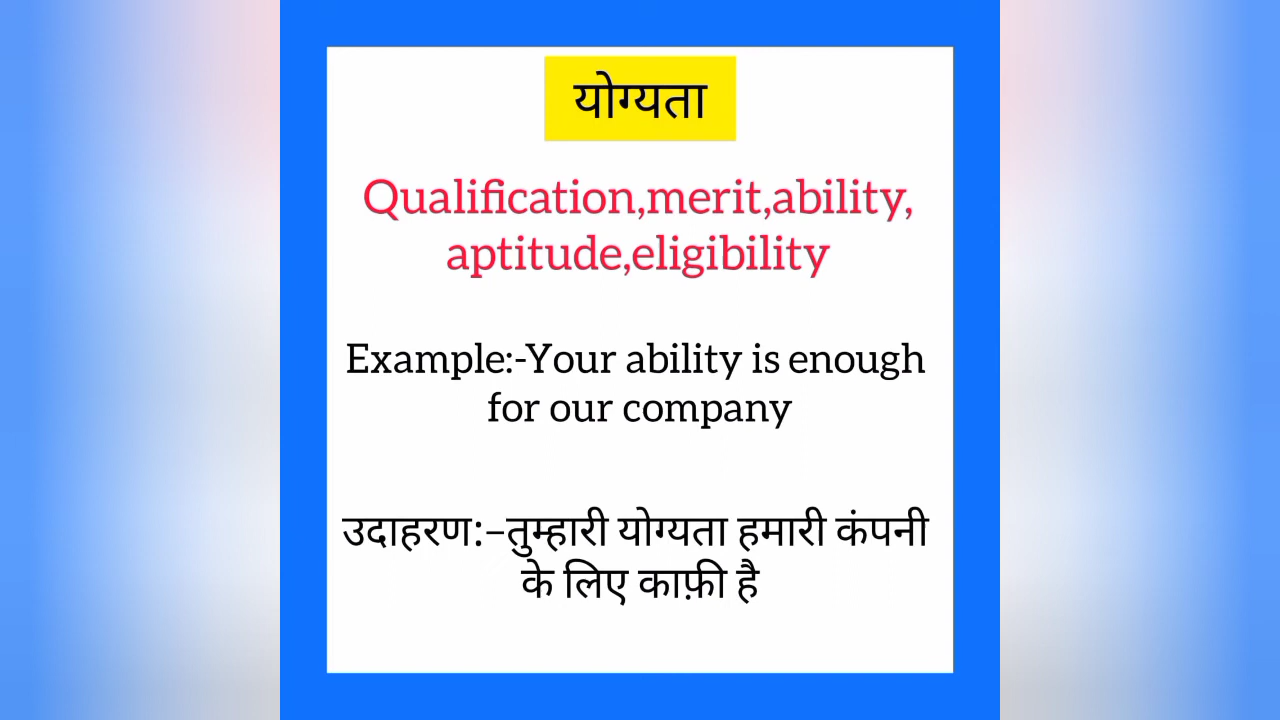 योग्यता
Qualification,merit,ability,
aptitude,eligibility
Example:-Your ability is enough
for our company
उदाहरण:–तुम्हारी योग्यता हमारी कंपनी
के लिए काफ़ी है